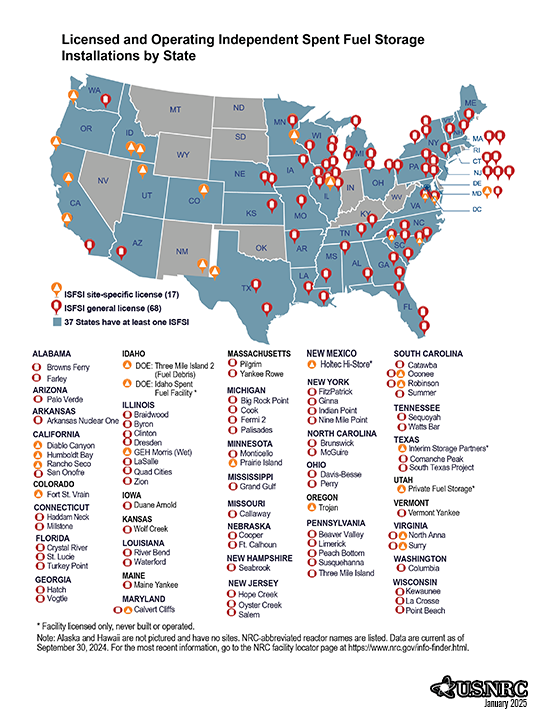 Licensed and Operating Independent Spent Fuel Storage
Installations by State
WA
OR
CA
NV
ID
MT
WY
UT
AZ
CO
NM
ND
SD
NE
KS
OK
TX
MN
IA
MO
AR
LA
WI
IL
MI
IN
OH
KY
TN
MS
AL
GA
FL
SC
NC
VA
WV
PA
NY
VT
NH
ME
MA
RI
CT
NJ
DE
MD
DC
ISFSI site-specific license (17)
ISFSI general license (68)
37 States have at least one ISFSI
ALABAMA
Browns Ferry
Farley
ARIZONA
Palo Verde
ARKANSAS
Arkansas Nuclear One
CALIFORNIA
Diablo Canyon
Humboldt Bay
Rancho Seco
San Onofre
COLORADO
Fort St. Vrain
CONNECTICUT
Haddam Neck
Millstone
FLORIDA
Crystal River
St. Lucie
Turkey Point
GEORGIA
Hatch
Vogtle
IDAHO
DOE: Three Mile Island 2
(Fuel Debris)
DOE: Idaho Spent
Fuel Facility *
ILLINOIS
Braidwood
Byron
Clinton
Dresden
GEH Morris (Wet)
LaSalle
Quad Cities
Zion
IOWA
Duane Arnold
KANSAS
Wolf Creek
LOUISIANA
River Bend
Waterford
MAINE
Maine Yankee
MARYLAND
Calvert Cliffs
MASSACHUSETTS
Pilgrim
Yankee Rowe
MICHIGAN
Big Rock Point
Cook
Fermi 2
Palisades
MINNESOTA
Monticello
Prairie Island
MISSISSIPPI
Grand Gulf
MISSOURI
Callaway
NEBRASKA
Cooper
Ft. Calhoun
NEW HAMPSHIRE
Seabrook
NEW JERSEY
Hope Creek
Oyster Creek
Salem
NEW MEXICO
Holtec Hi-Store*
NEW YORK
FitzPatrick
Ginna
Indian Point
Nine Mile Point
NORTH CAROLINA
Brunswick
McGuire
OHIO
Davis-Besse
Perry
OREGON
Trojan
PENNSYLVANIA
Beaver Valley
Limerick
Peach Bottom
Susquehanna
Three Mile Island
SOUTH CAROLINA
Catawba
Oconee
Robinson
Summer
TENNESSEE
Sequoyah
Watts Bar
TEXAS
Interim Storage Partners*
Comanche Peak
South Texas Project
UTAH
Private Fuel Storage*
VERMONT
Vermont Yankee
VIRGINIA
North Anna
Surry
WASHINGTON
Columbia
WISCONSIN
Kewaunee
La Crosse
Point Beach
* Facility licensed only, never built or operated.
Note: Alaska and Hawaii are not pictured and have no sites. NRC-abbreviated reactor names are listed. Data are current as of
September 30, 2024. For the most recent information, go to the NRC facility locator page at https://www.nrc.gov/info-finder.html.
USNRC
January 2025